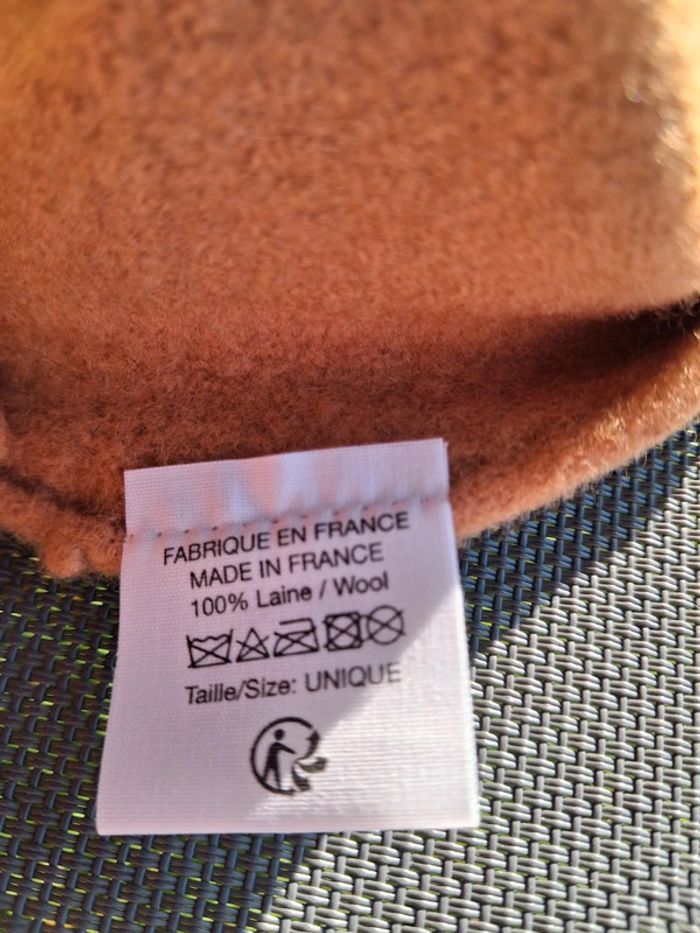 FABRIQUE EN FRANCE
MADE IN FRANCE
100% Laine / Wool
Taille/Size: UNIQUE